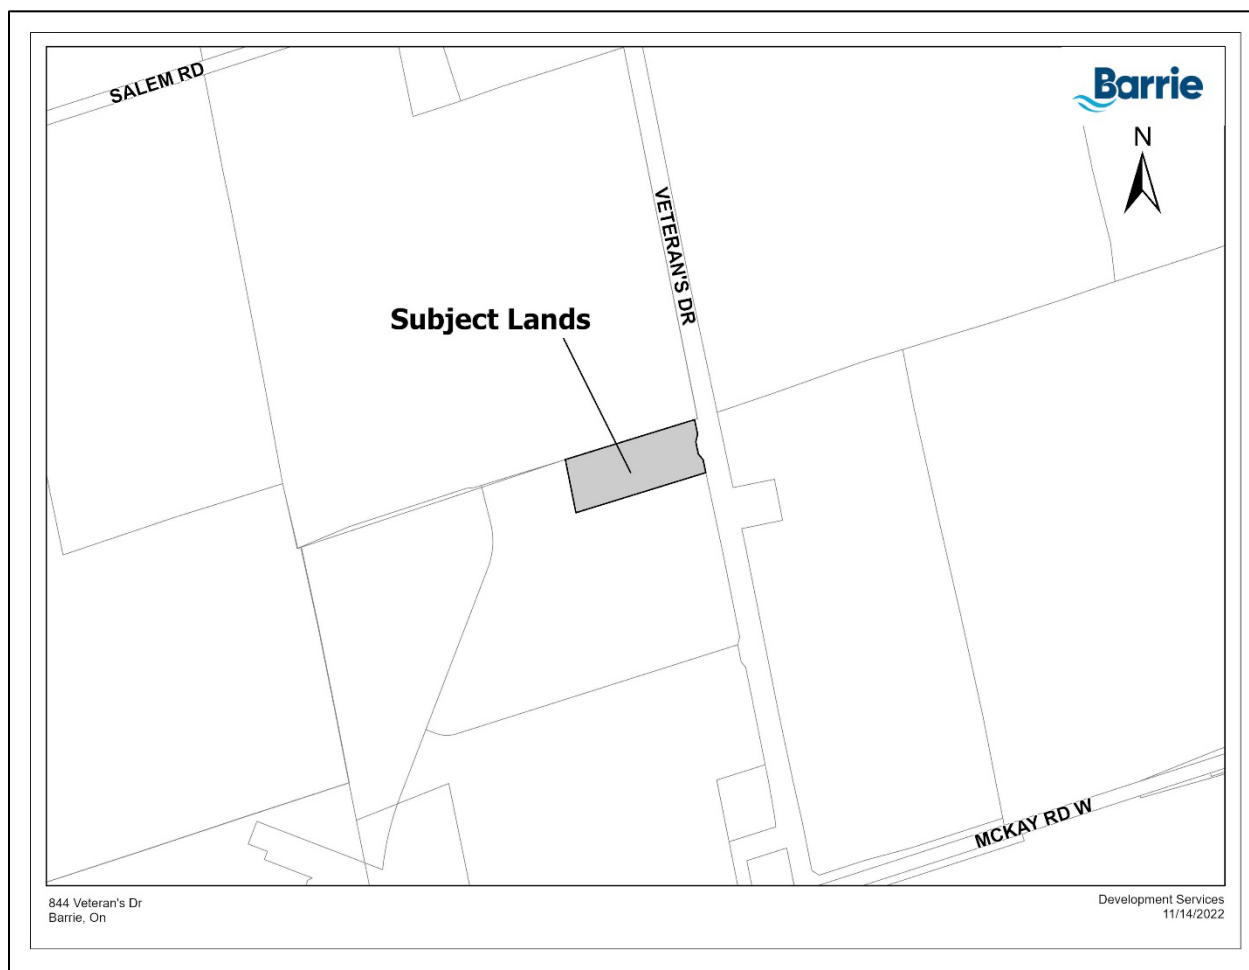 SALEM RD
Barrie
N
VETERAN'S DR
Subject Lands
MCKAY RD W
844 Veteran's Dr
Barrie, On
Development Services
11/14/2022